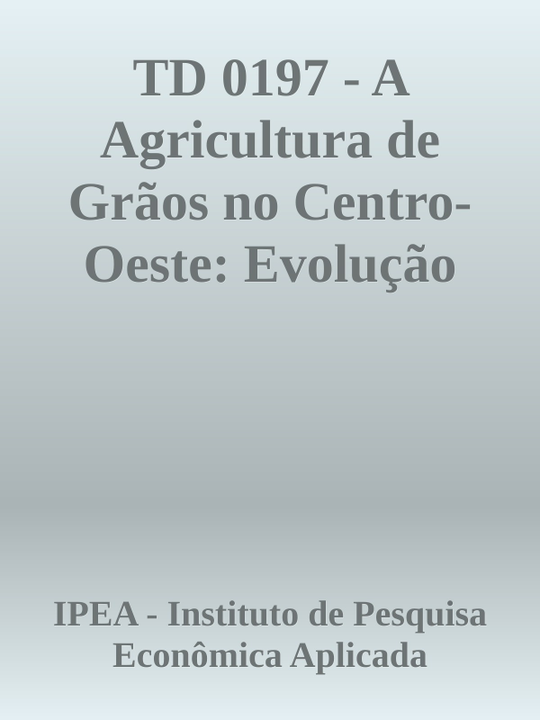 TD 0197 - A
Agricultura de
Grãos no Centro-
Oeste: Evolução
IPEA - Instituto de Pesquisa
Econômica Aplicada